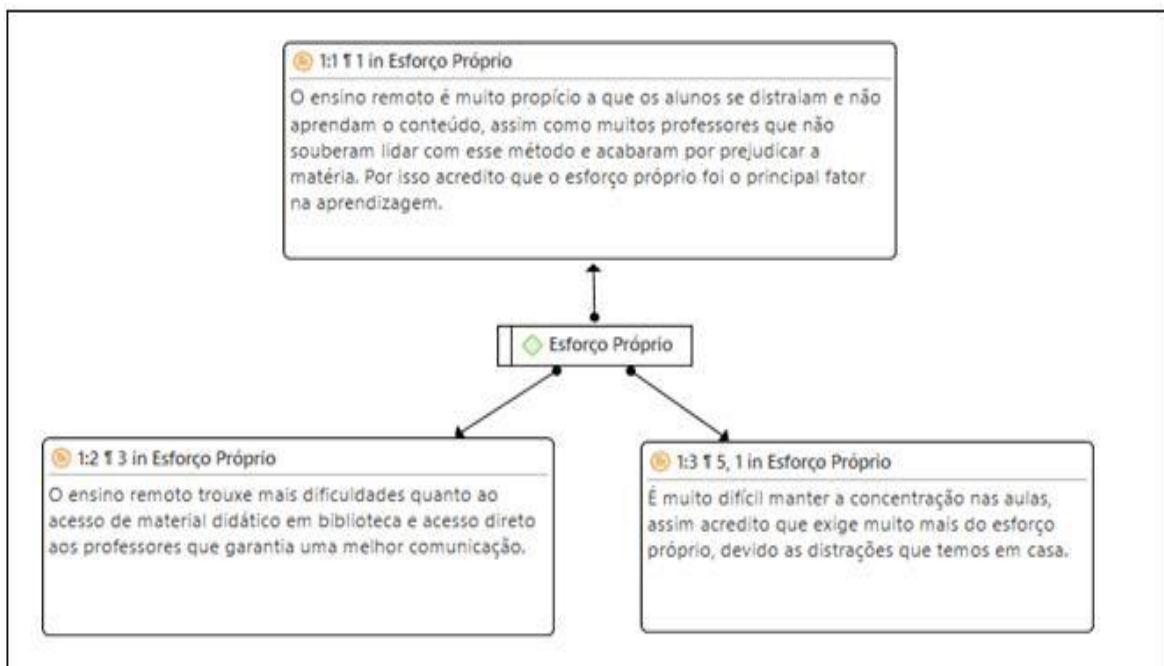 1:1 ¶ 1 in Esforço Próprio
O ensino remoto é muito propício a que os alunos se distraiam e não
aprendam o conteúdo, assim como muitos professores que não
souberam lidar com esse método e acabaram por prejudicar a
matéria. Por isso acredito que o esforço próprio foi o principal fator
na aprendizagem.
Esforço Próprio
1:2 ¶ 3 in Esforço Próprio
O ensino remoto trouxe mais dificuldades quanto ao
acesso de material didático em biblioteca e acesso direto
aos professores que garantia uma melhor comunicação.
1:3 ¶ 5, 1 in Esforço Próprio
É muito difícil manter a concentração nas aulas,
assim acredito que exige muito mais do esforço
próprio, devido as distrações que temos em casa.